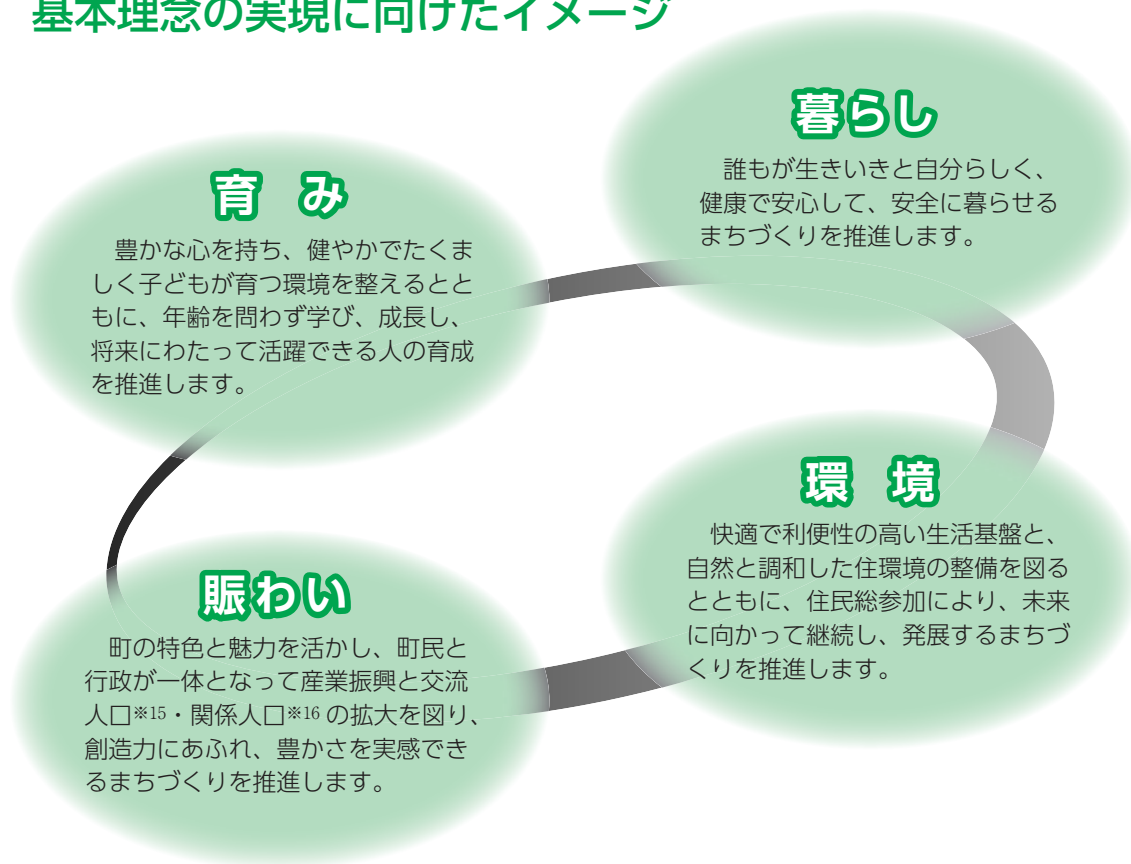 基本理念の実現に向けたイメージ
暮らし
誰もが生きいきと自分らしく、
健康で安心して、安全に暮らせる
まちづくりを推進します。
育 み
豊かな心を持ち、健やかでたくま
しく子どもが育つ環境を整えるとと
もに、年齢を問わず学び、成長し、
将来にわたって活躍できる人の育成
を推進します。
環 境
快適で利便性の高い生活基盤と、
自然と調和した住環境の整備を図る
とともに、住民総参加により、未来
に向かって継続し、発展するまちづ
くりを推進します。
賑わい
町の特色と魅力を活かし、町民と
行政が一体となって産業振興と交流
人口※15・関係人口※16 の拡大を図り、
創造力にあふれ、豊かさを実感でき
るまちづくりを推進します。